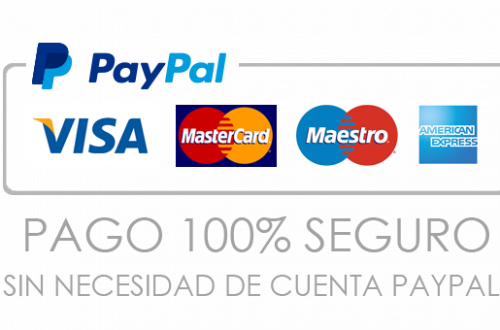 PayPal
VISA MasterCard Maestro AMERICAN EXPRESS
PAGO 100% SEGURO
SIN NECESIDAD DE CUENTA PAYPAL